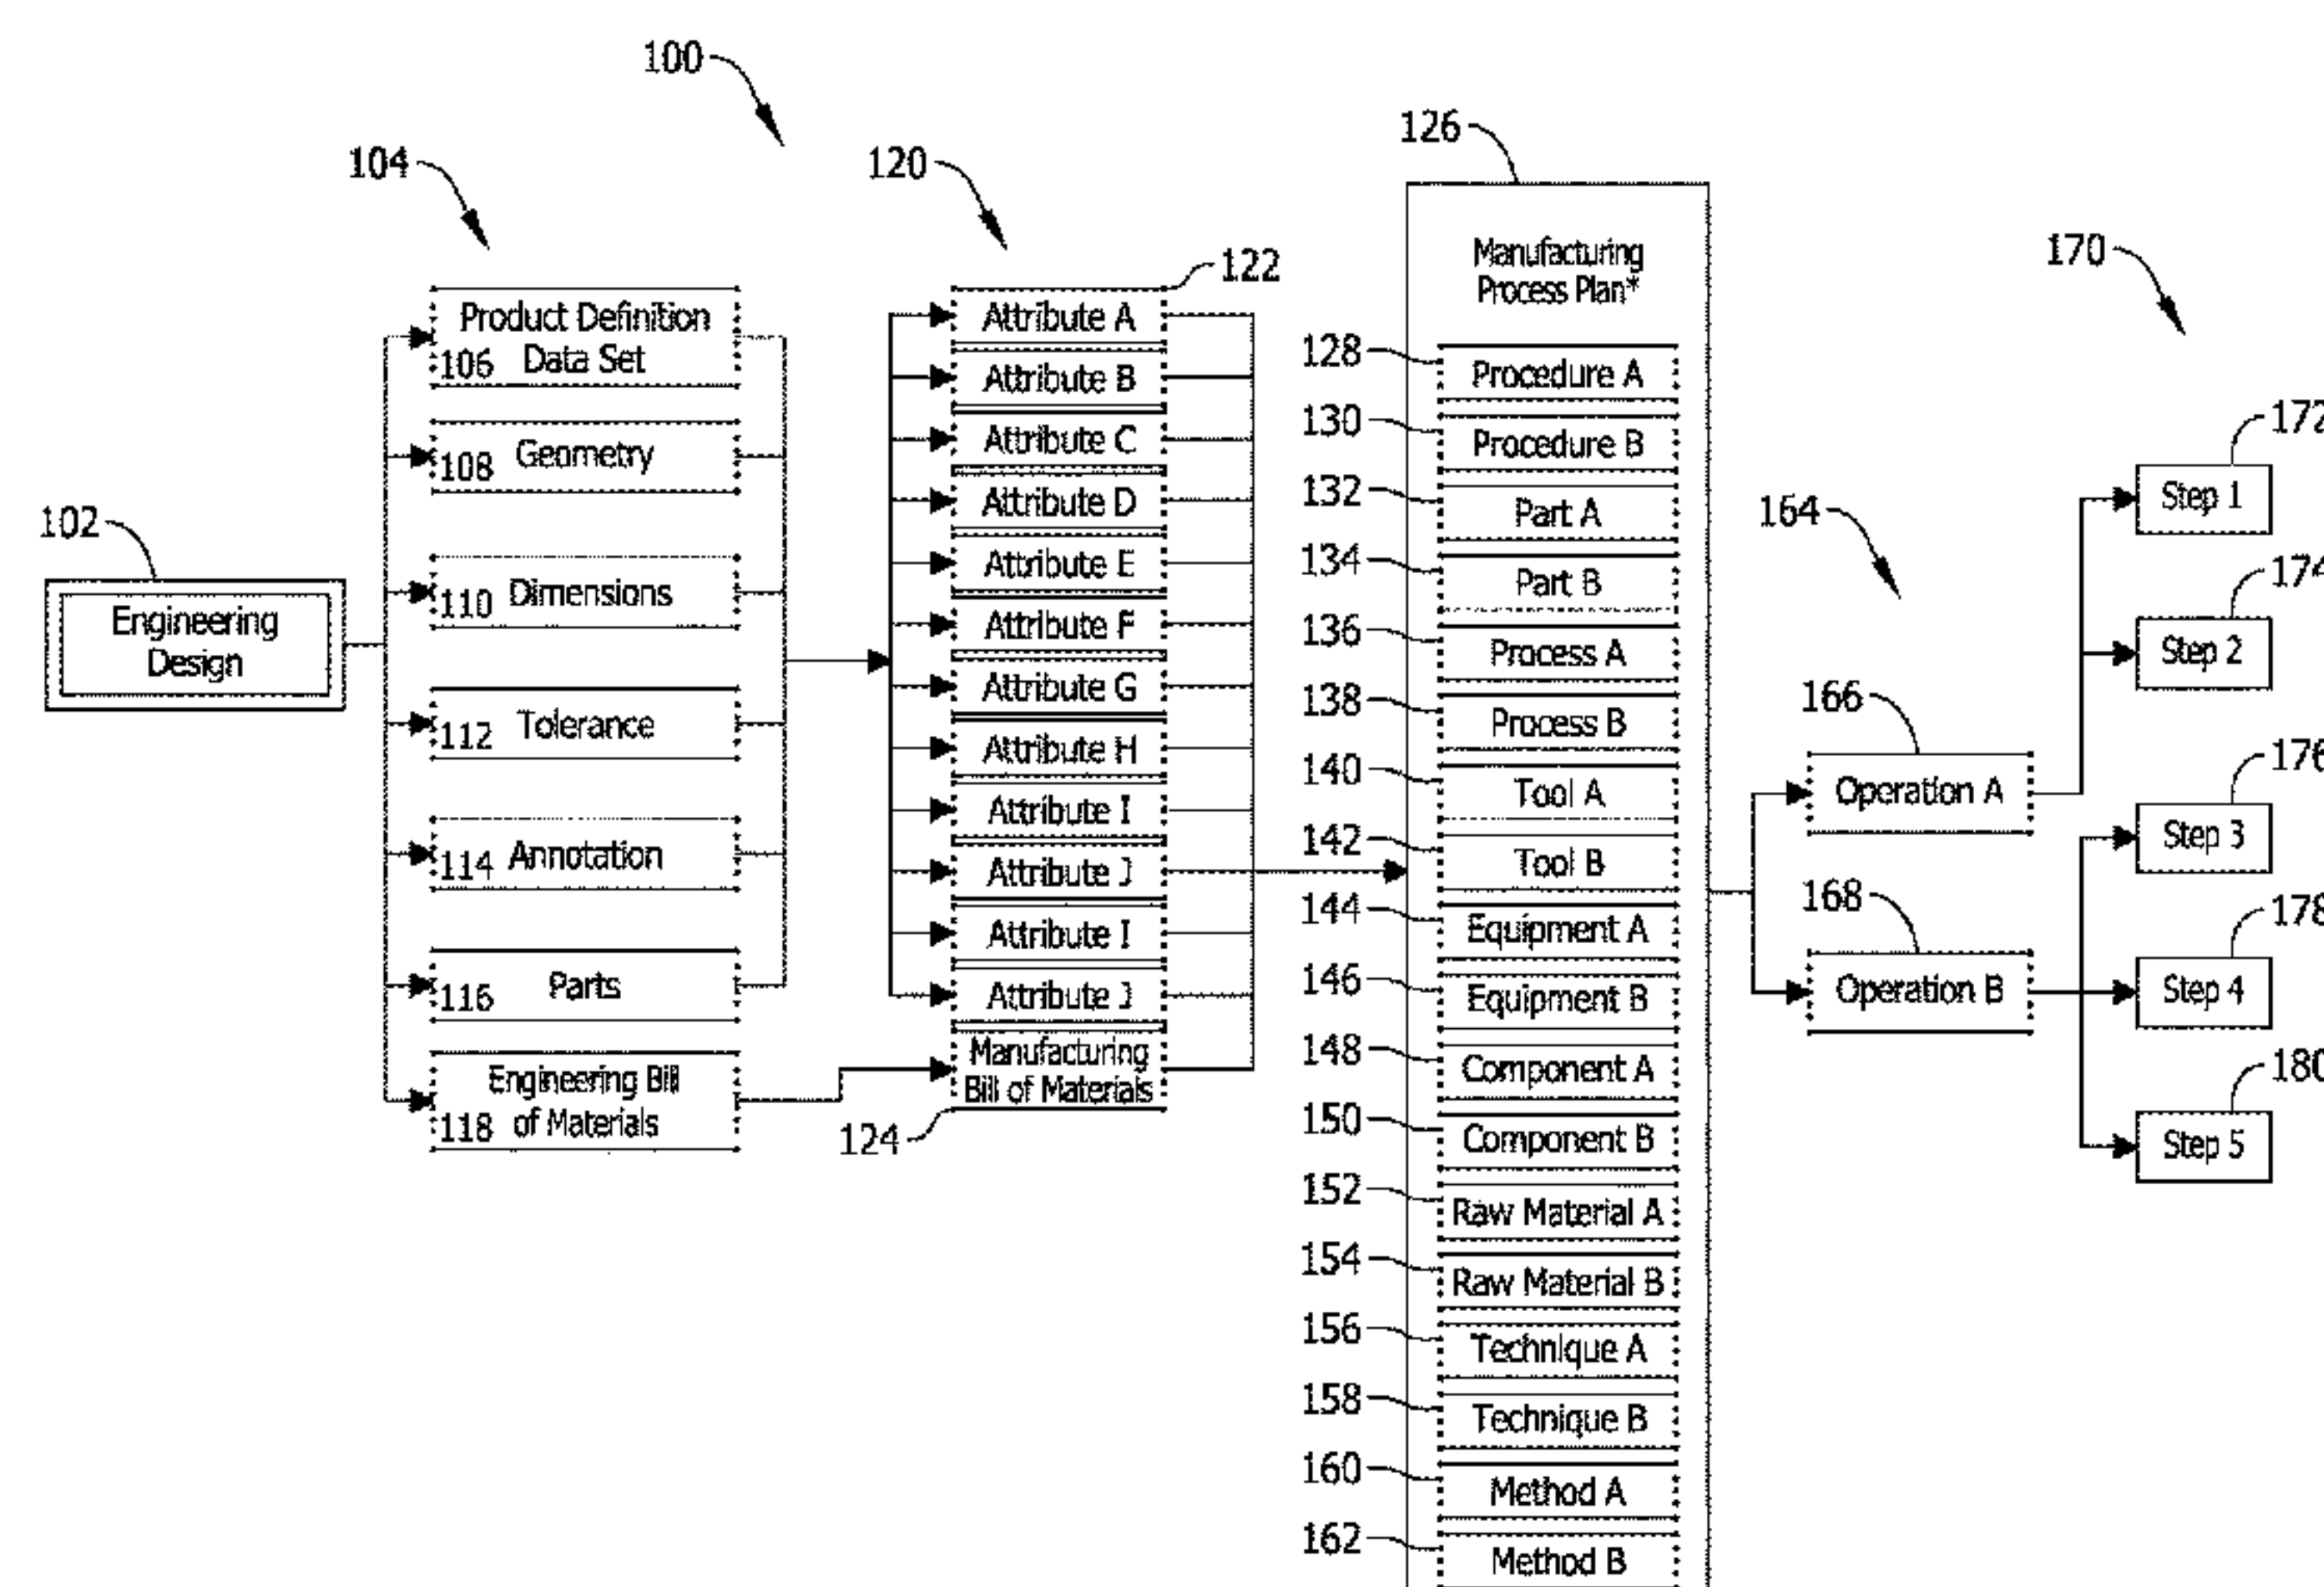 100
104
120
126
170
102
Engineering
Design
Product Definition
106 Data Set
108 Geometry
110 Dimensions
112 Tolerance
114 Annotation
116 Parts
Engineering Bill
118 of Materials
122
Attribute A
Attribute B
Attribute C
Attribute D
Attribute E
Attribute F
Attribute G
Attribute H
Attribute I
Attribute J
Attribute I
Attribute J
Manufacturing
Bill of Materials
124
Manufacturing
Process Plan*
128 Procedure A
130 Procedure B
132 Part A
134 Part B
136 Process A
138 Process B
140 Tool A
142 Tool B
144 Equipment A
146 Equipment B
148 Component A
150 Component B
152 Raw Material A
154 Raw Material B
156 Technique A
158 Technique B
160 Method A
162 Method B
164
166
Operation A
168
Operation B
172
Step 1
174
Step 2
176
Step 3
178
Step 4
180
Step 5